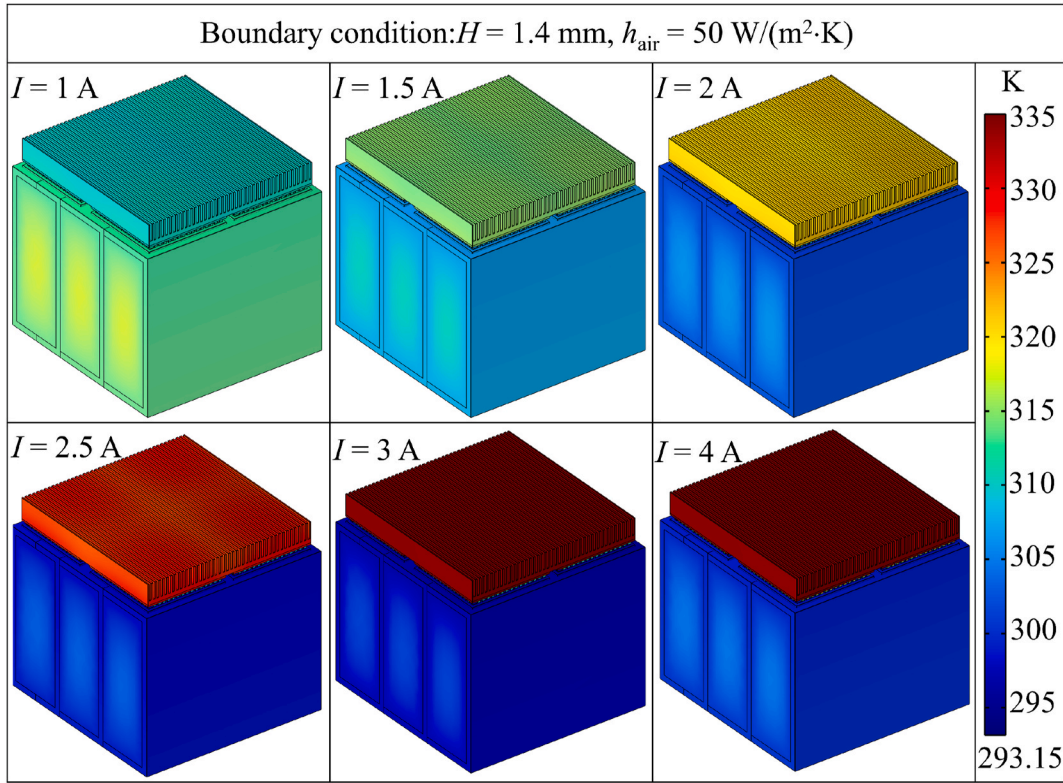 Boundary condition:H = 1.4 mm, hair = 50 W/(m²·K)
I = 1 A
I = 1.5 A
I = 2 A
I = 2.5 A
I = 3 A
I = 4 A
K
335
330
325
320
315
310
305
300
295
293.15